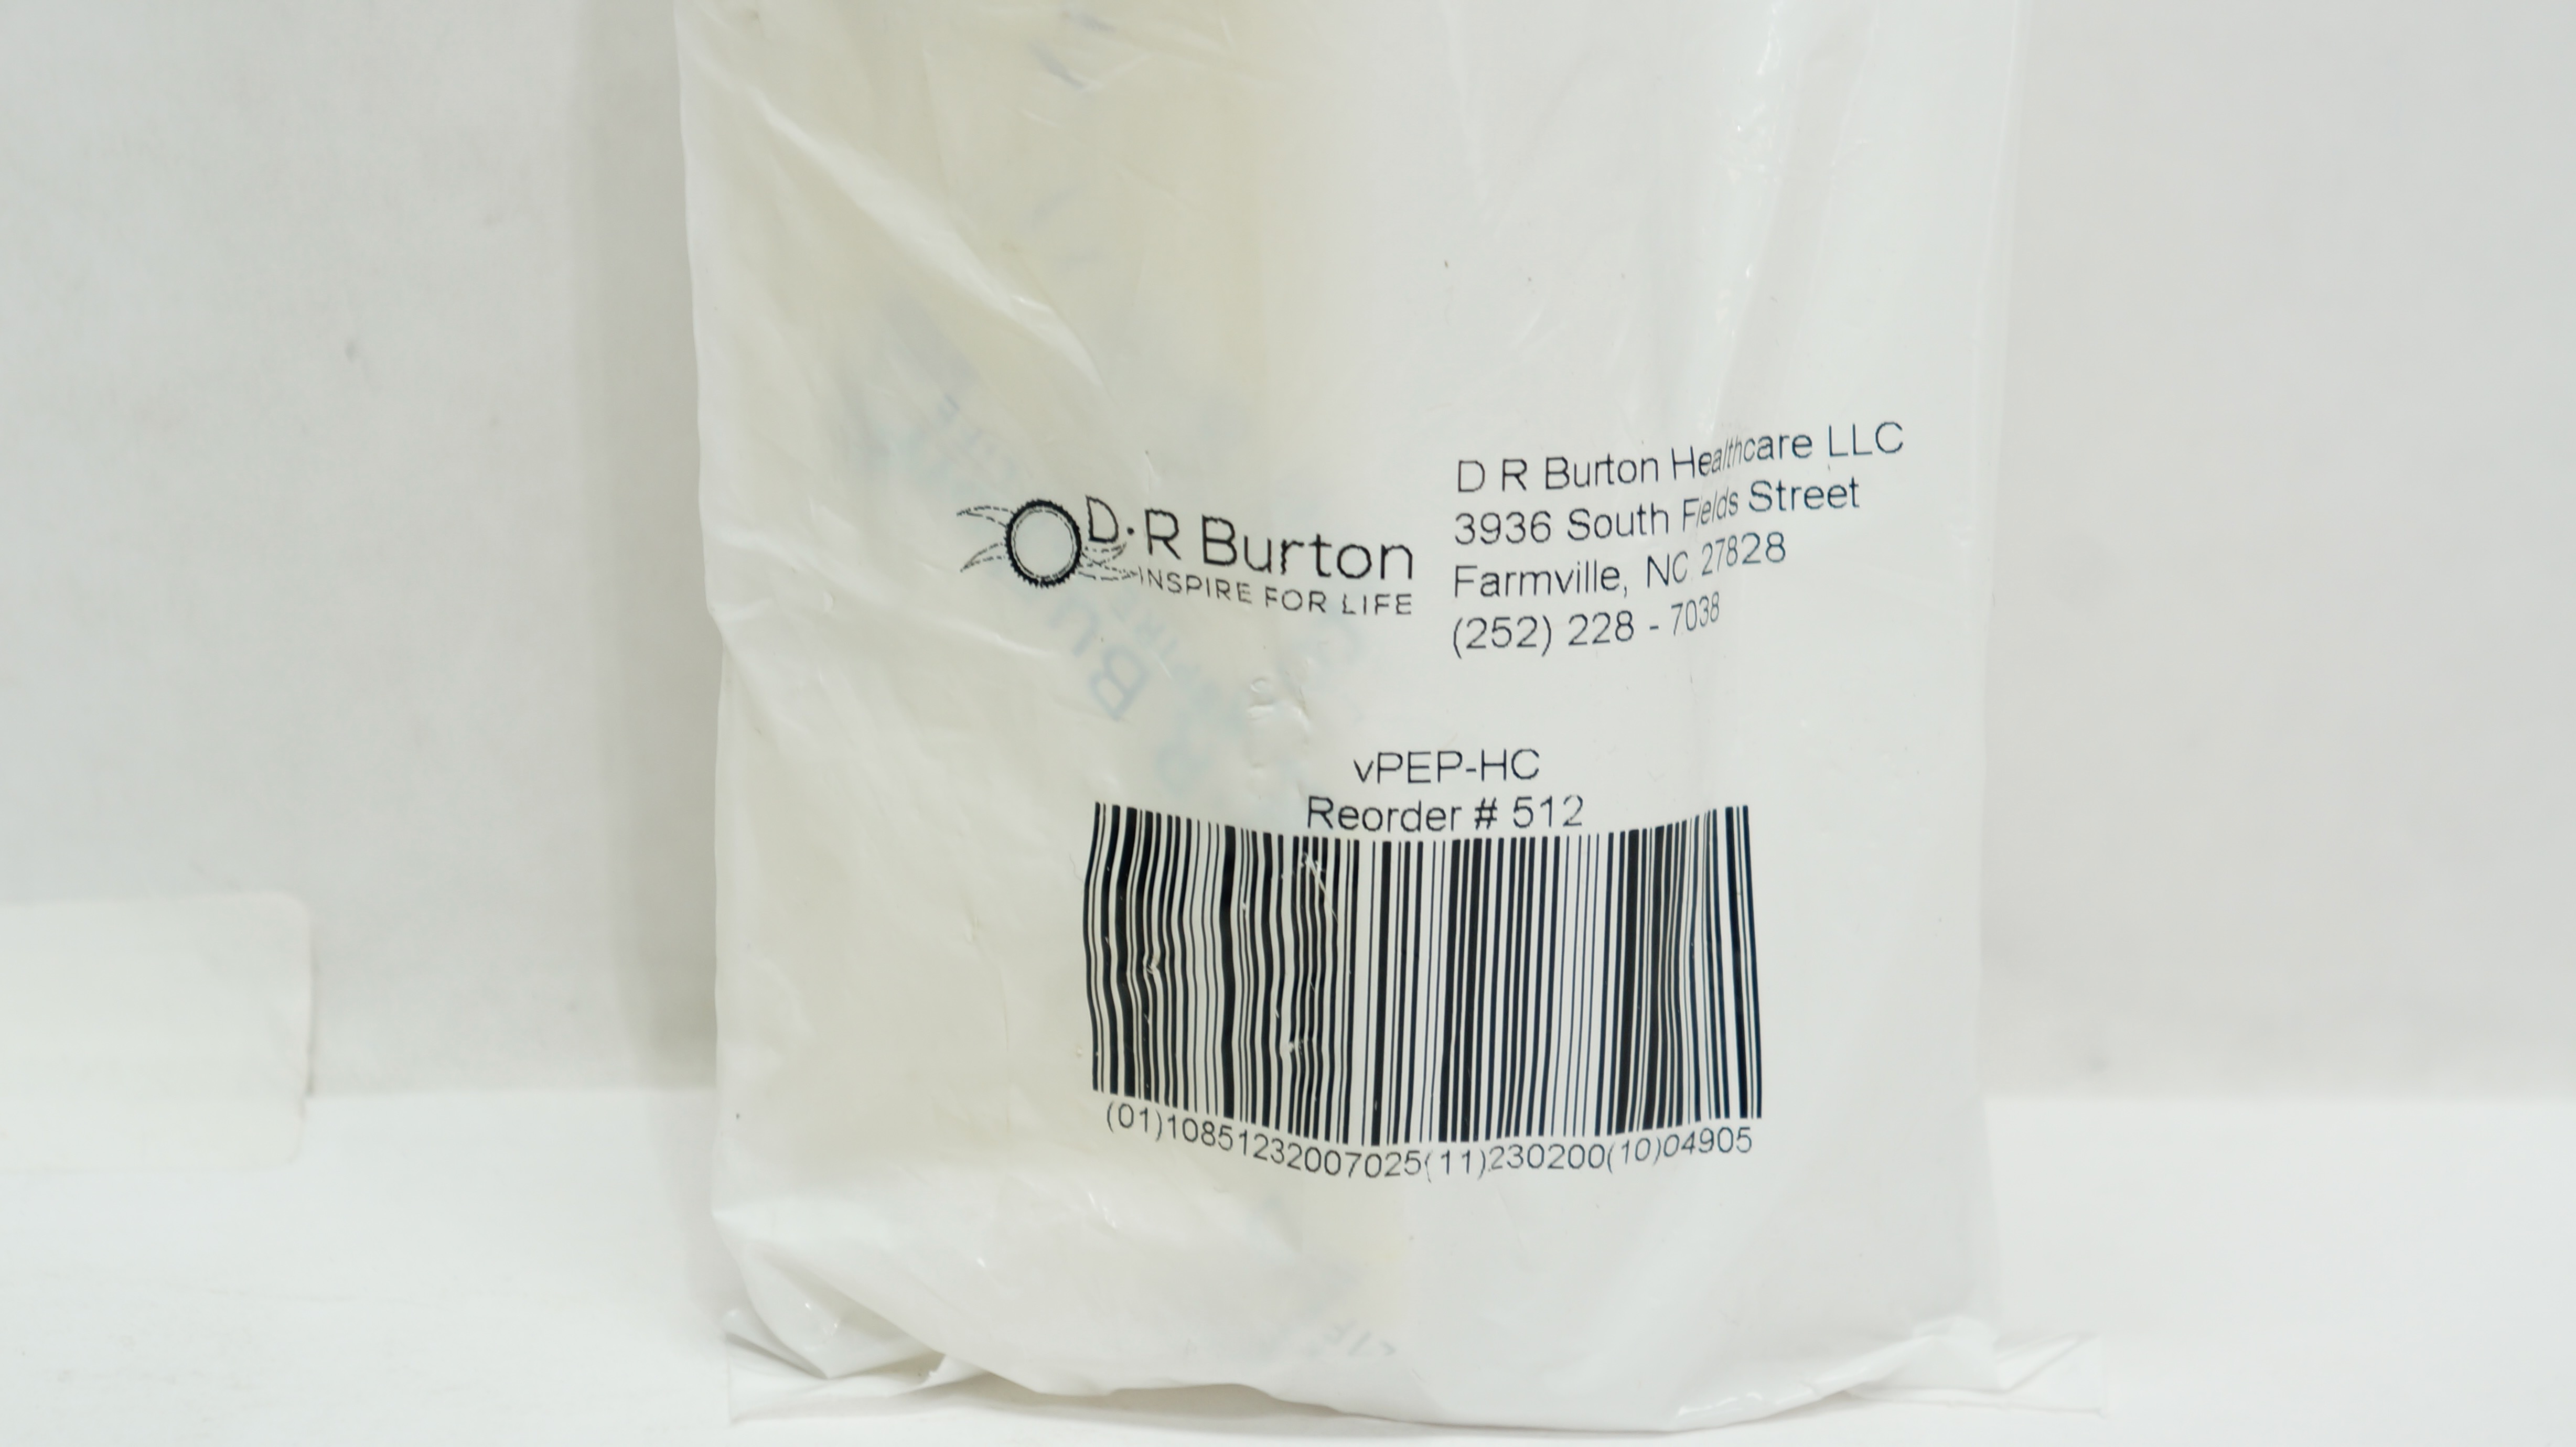 D·R Burton
INSPIRE FOR LIFE
D R Burton Healthcare LLC
3936 South Fields Street
Farmville, NC 27828
(252) 228 - 7038
vPEP-HC
Reorder # 512
(01)10851232007025(11)230200(10)04905